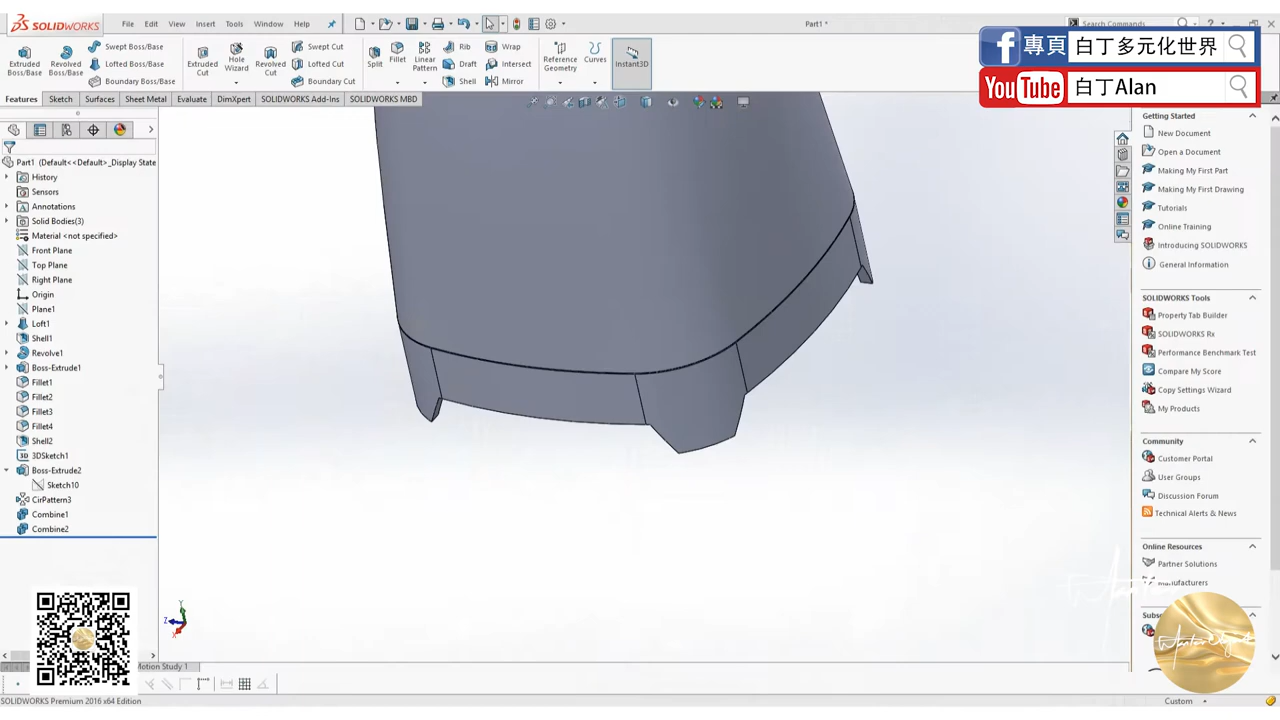 SOLIDWORKS
File Edit View Insert Tools Window Help
Part1 *
Search Commands
Extruded Boss/Base
Revolved Boss/Base
Swept Boss/Base
Lofted Boss/Base
Boundary Boss/Base
Extruded Cut
Hole Wizard
Revolved Cut
Swept Cut
Lofted Cut
Boundary Cut
Split
Fillet
Linear Pattern
Rib
Draft
Shell
Wrap
Intersect
Mirror
Reference Geometry
Curves
Instant3D
專頁 白丁多元化世界
YouTube 白丁Alan
Features Sketch Surfaces Sheet Metal Evaluate DimXpert SOLIDWORKS Add-Ins SOLIDWORKS MBD
Part1 (Default<<Default>_Display State
History
Sensors
Annotations
Solid Bodies(3)
Material <not specified>
Front Plane
Top Plane
Right Plane
Origin
Plane1
Loft1
Shell1
Revolve1
Boss-Extrude1
Fillet1
Fillet2
Fillet3
Fillet4
Shell2
3DSketch1
Boss-Extrude2
Sketch10
CirPattern3
Combine1
Combine2
Getting Started
New Document
Open a Document
Making My First Part
Making My First Drawing
Tutorials
Online Training
Introducing SOLIDWORKS
General Information
SOLIDWORKS Tools
Property Tab Builder
SOLIDWORKS Rx
Performance Benchmark Test
Compare My Score
Copy Settings Wizard
My Products
Community
Customer Portal
User Groups
Discussion Forum
Technical Alerts & News
Online Resources
Partner Solutions
Manufacturers
Y
Z
X
Motion Study 1
SOLIDWORKS Premium 2016 x64 Edition
Custom